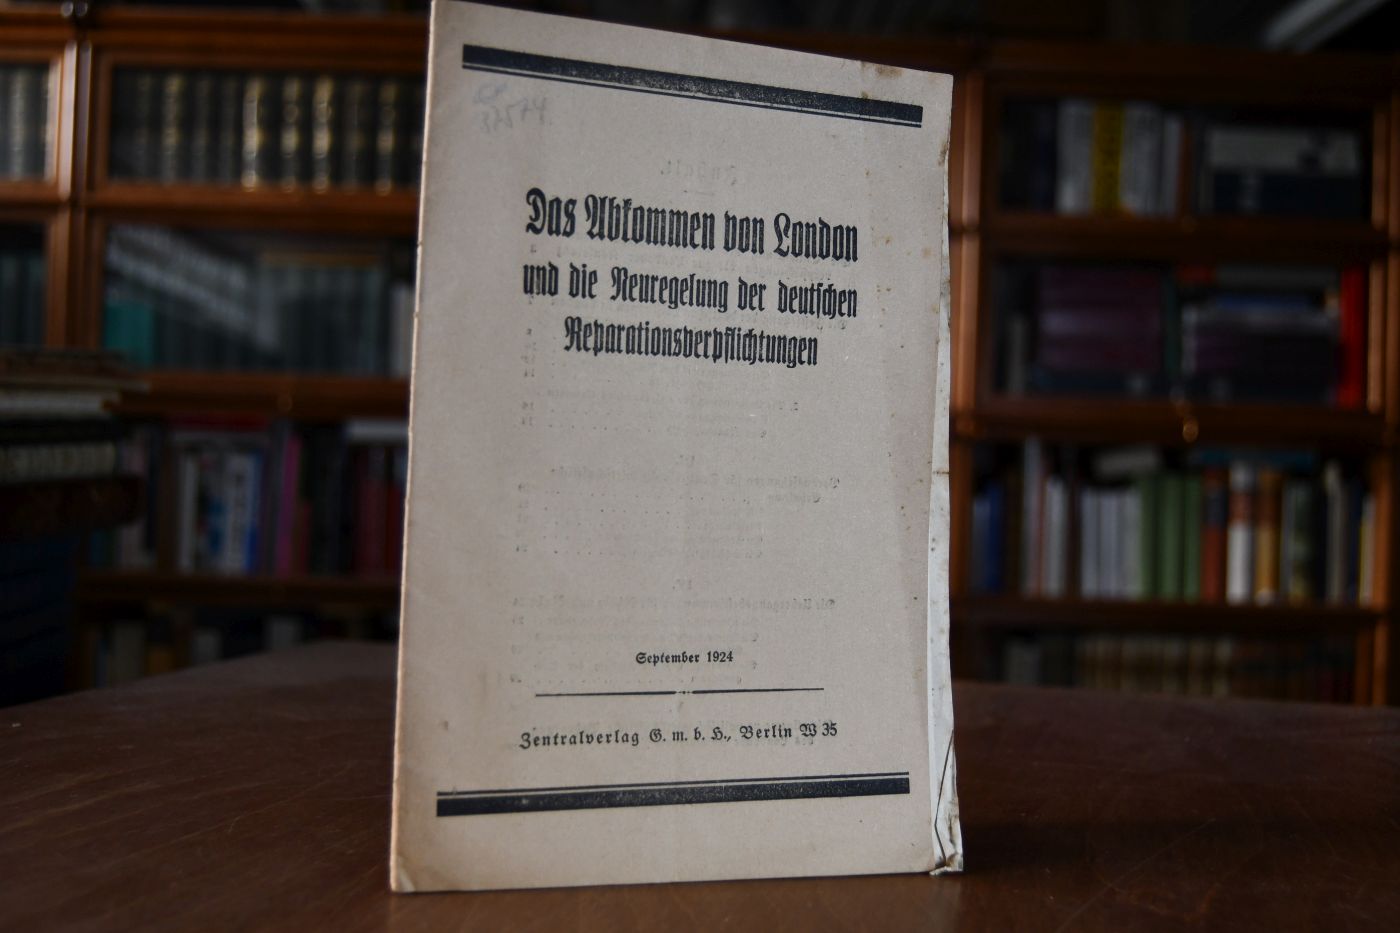 Das Abkommen von London
und die Neuregelung der deutschen
Reparationsverpflichtungen
September 1924
Zentralverlag G. m. b. H., Berlin W 35